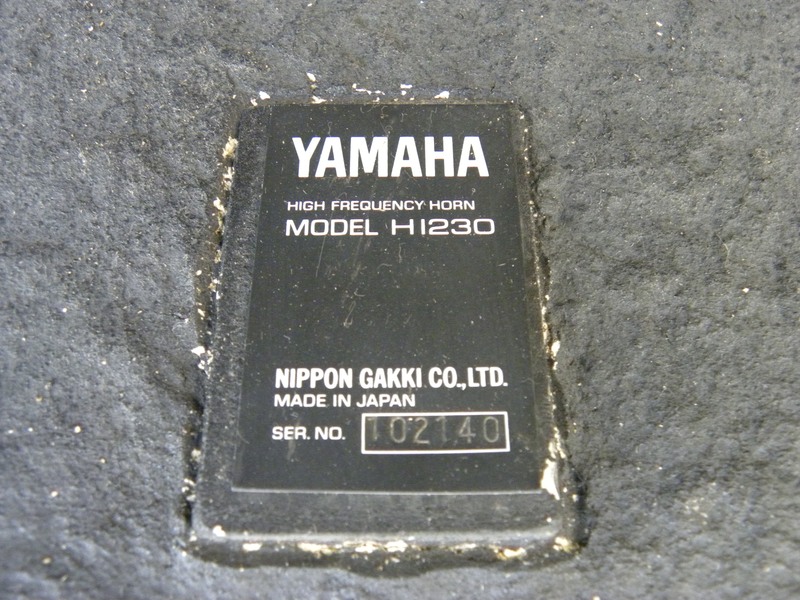 YAMAHA
HIGH FREQUENCY HORN
MODEL H1230
NIPPON GAKKI CO., LTD.
MADE IN JAPAN
SER. NO. 102140